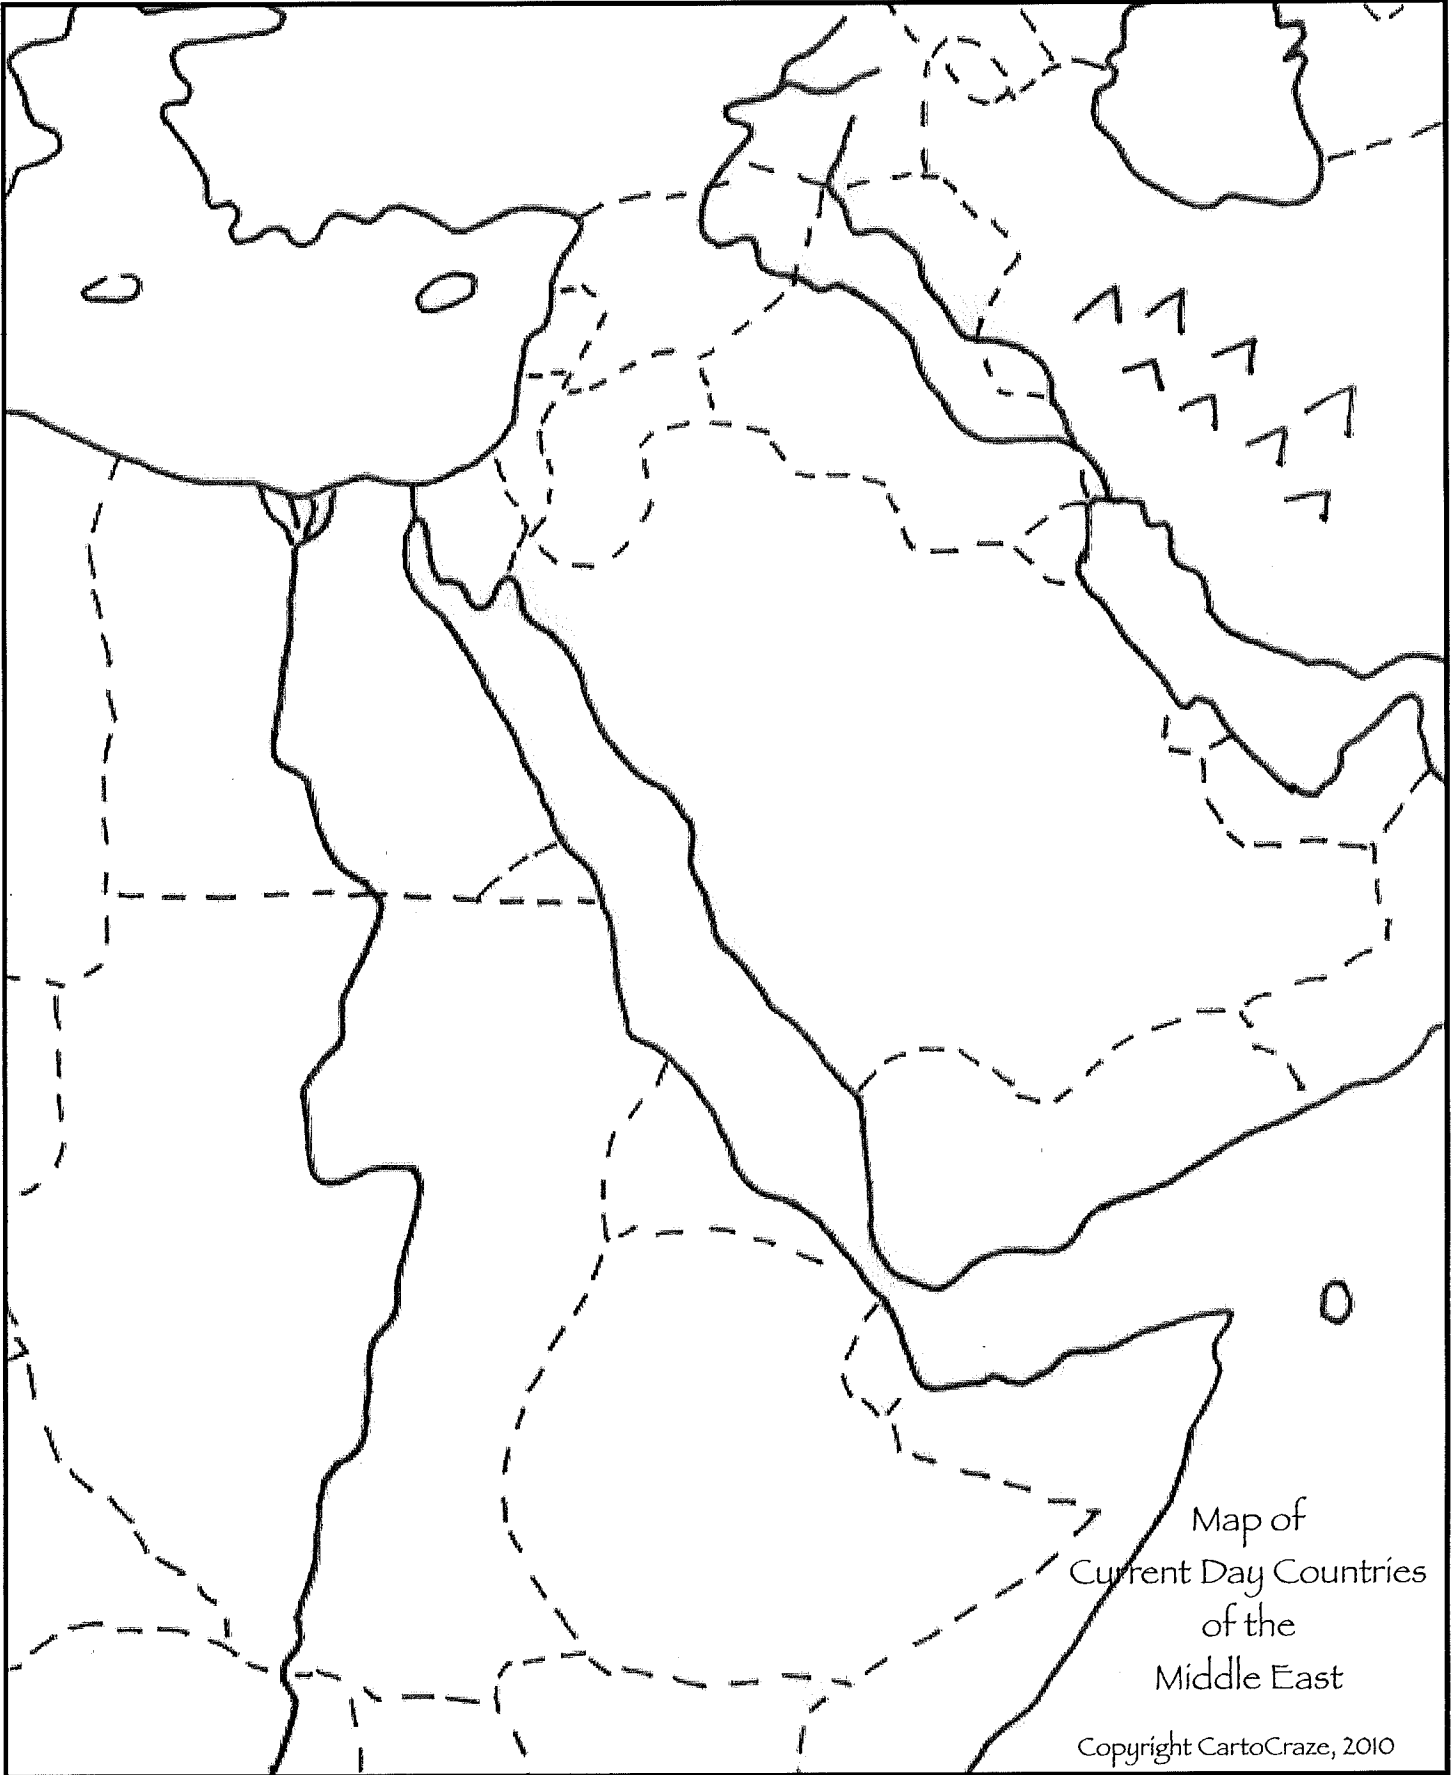 Map of
Current Day Countries
of the
Middle East
Copyright CartoCraze, 2010